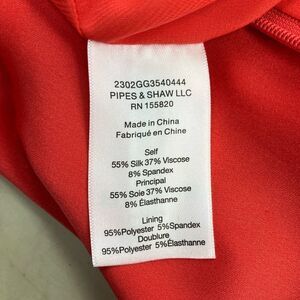 2302GG3540444
PIPES & SHAW LLC
RN 155820
Made in China
Fabriqué en Chine
Self
55% Silk 37% Viscose
8% Spandex
Principal
55% Soie 37% Viscose
8% Élasthanne
Lining
95%Polyester 5%Spandex
Doublure
95%Polyester 5%Élasthanne